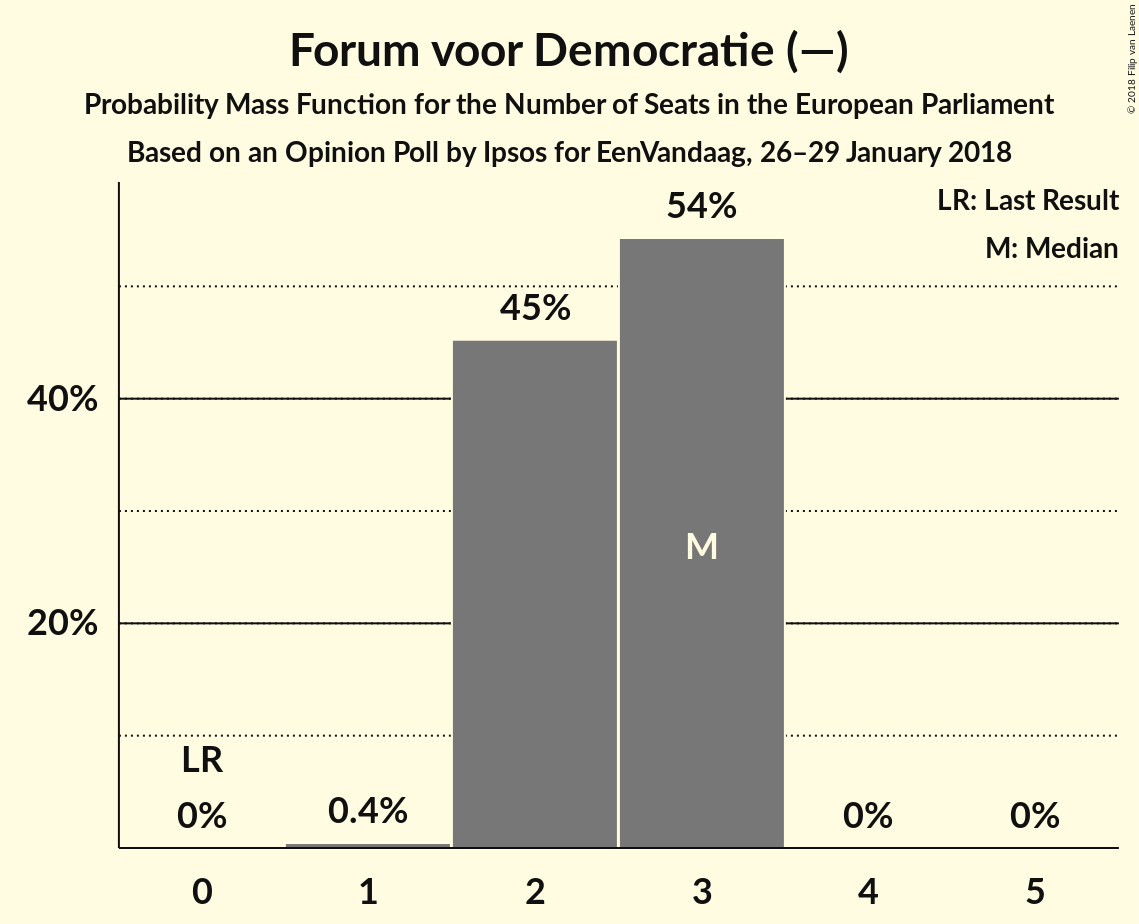 Forum voor Democratie (—)
Probability Mass Function for the Number of Seats in the European Parliament
Based on an Opinion Poll by Ipsos for EenVandaag, 26–29 January 2018
© 2018 Filip van Laenen
LR: Last Result
M: Median
54%
45%
40%
M
20%
LR
0%
0.4%
0%
0%
0
1
2
3
4
5